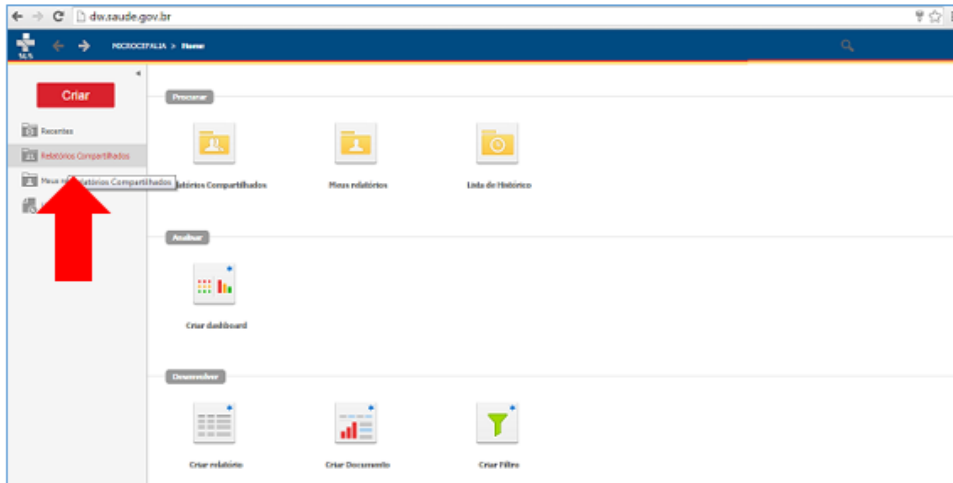 dw.saude.gov.br
SUS
MICROCEFALIA > Home
Criar
Procurar
Recentes
Relatórios Compartilhados
Meus
Relatórios Compartilhados
Relatórios Compartilhados
Meus relatórios
Lista de Histórico
Analisar
Criar dashboard
Desenvolver
Criar relatório
Criar Documento
Criar Filtro